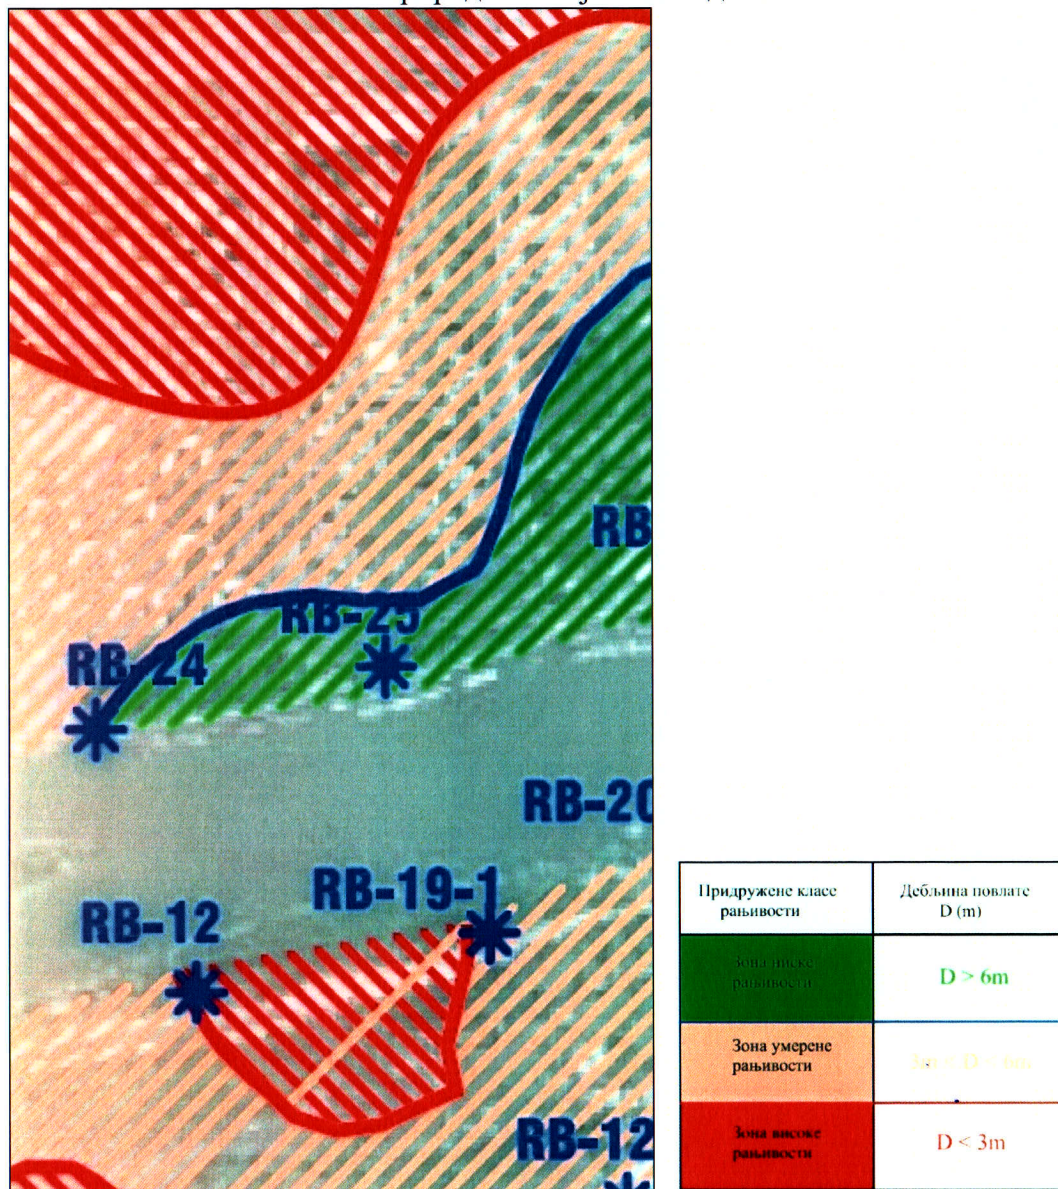 RB
RB-25
RB-24
RB-20
RB-19-1
RB-12
RB-12
Придружене класе
рањивости
Дебљина повлате
D (m)
Зона ниске
рањивости
D > 6m
Зона умерене
рањивости
Зона високе
рањивости
D < 3m